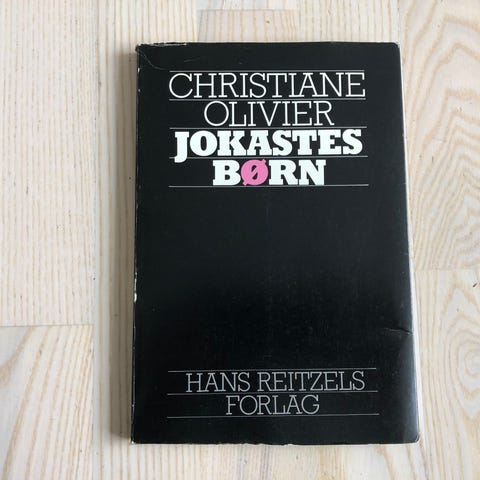 CHRISTIANE
OLIVIER
JOKASTES
BØRN
HANS REITZELS
FORLAG